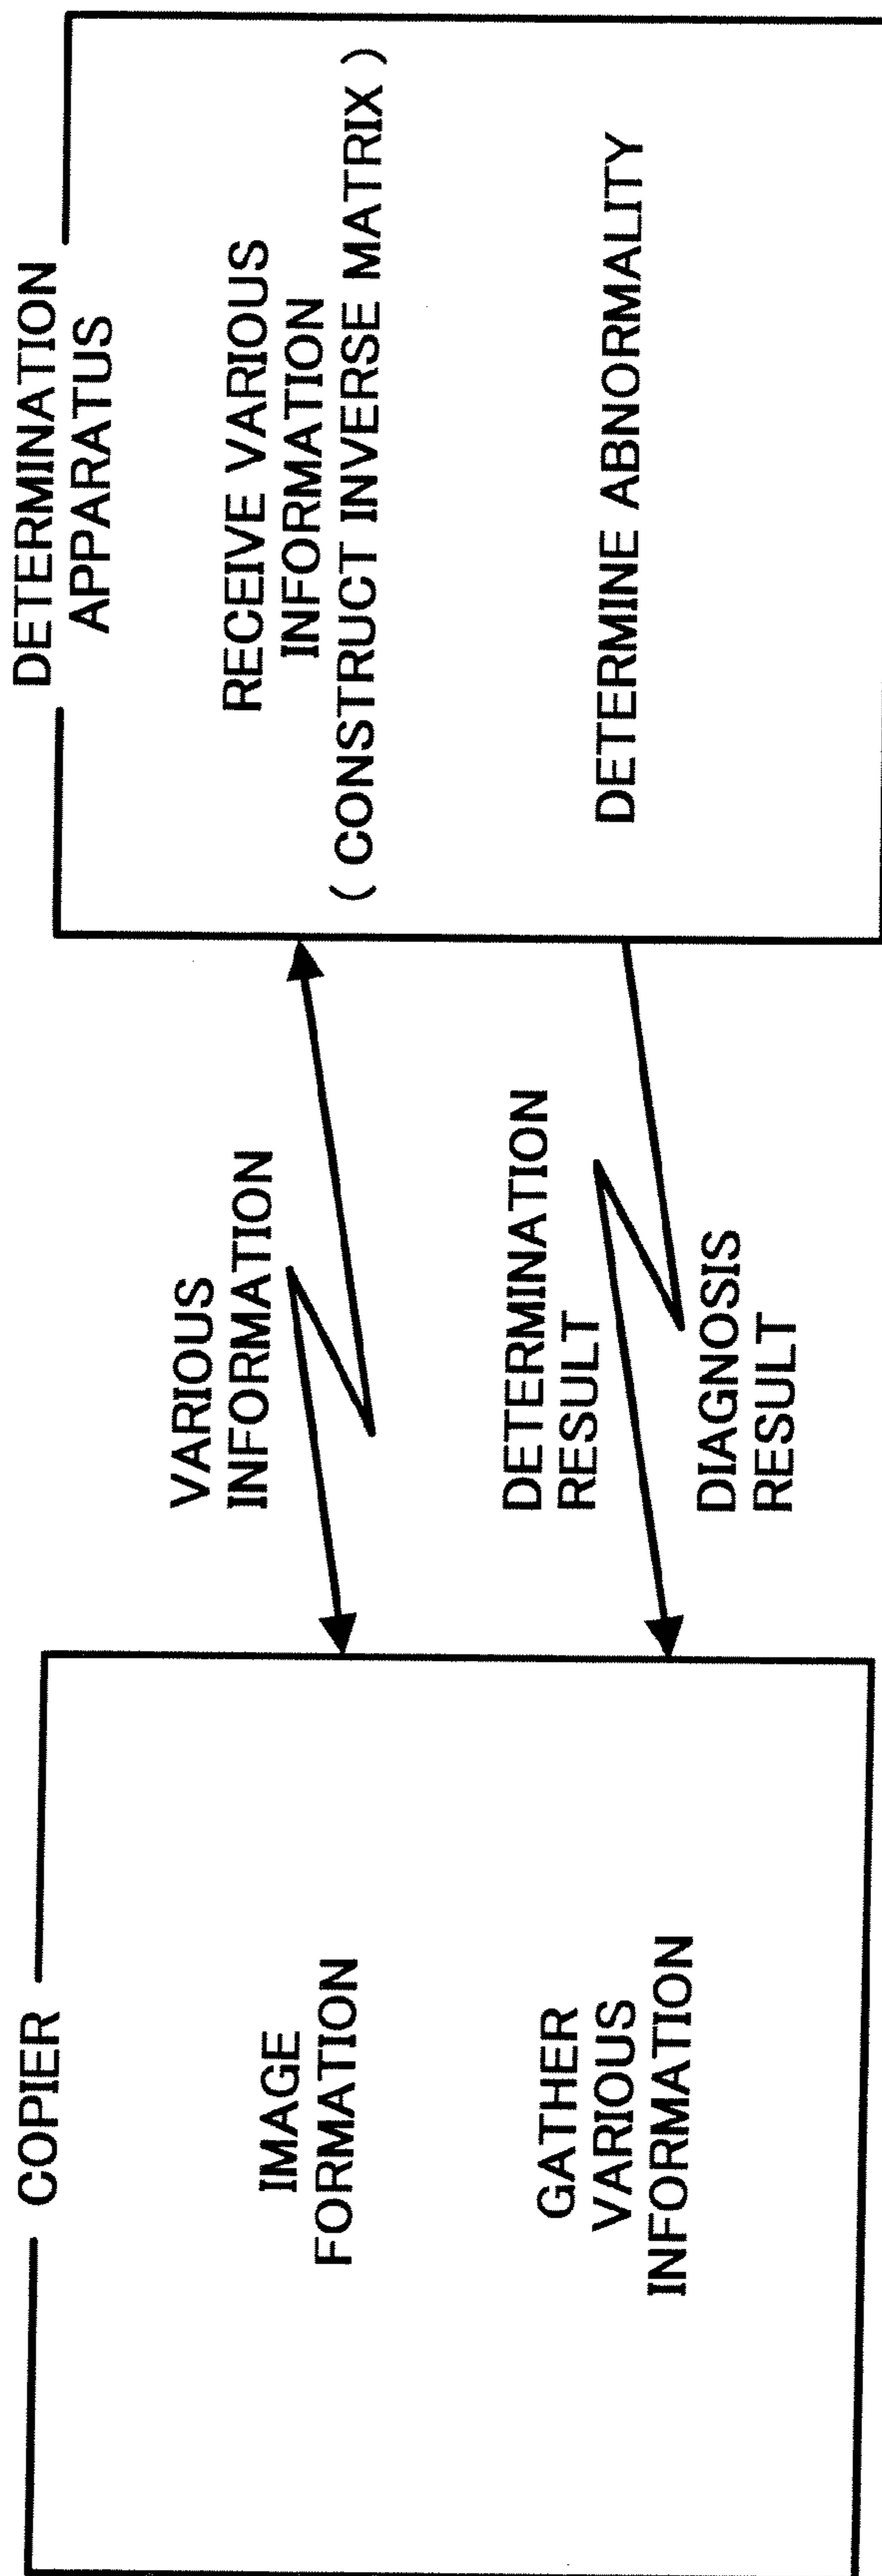 COPIER
IMAGE
FORMATION
GATHER
VARIOUS
INFORMATION
VARIOUS
INFORMATION
DETERMINATION
RESULT
DIAGNOSIS
RESULT
DETERMINATION
APPARATUS
RECEIVE VARIOUS
INFORMATION
( CONSTRUCT INVERSE MATRIX )
DETERMINE ABNORMALITY